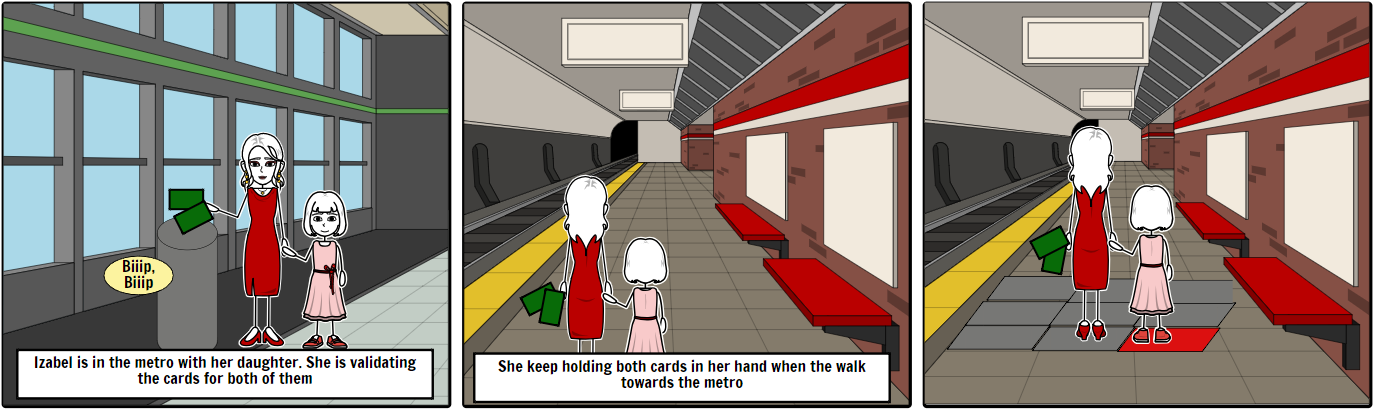 Biiip,
Biiip
Izabel is in the metro with her daughter. She is validating
the cards for both of them
She keep holding both cards in her hand when the walk
towards the metro